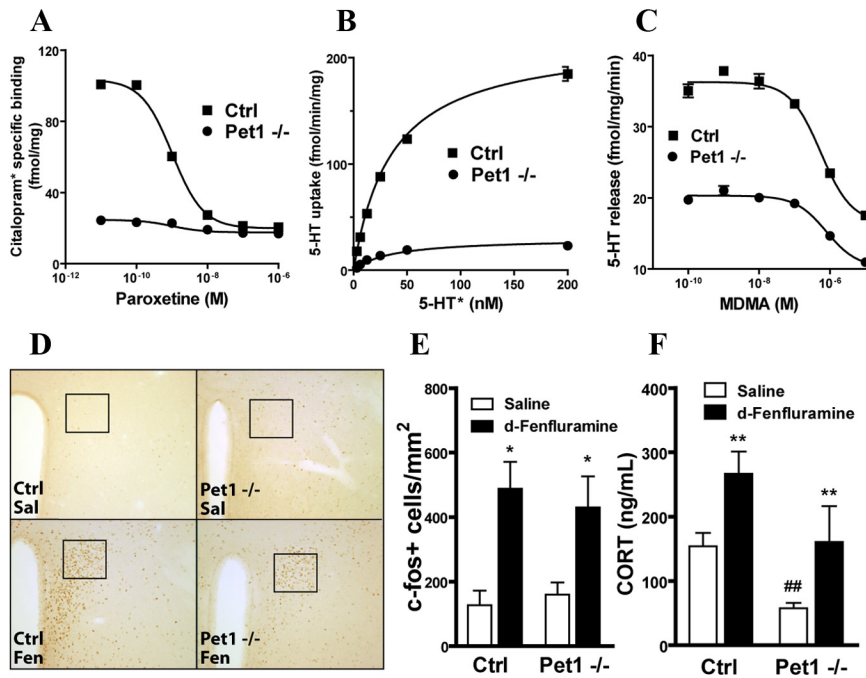 A
Citalopram* specific binding
(fmol/mg)
120
100
80
60
40
20
0
10-12
10-10
10-8
10-6
Paroxetine (M)
Ctrl
Pet1 -/-
B
5-HT uptake (fmol/min/mg)
200
100
0
0
50
100
150
200
5-HT* (nM)
Ctrl
Pet1 -/-
C
5-HT release (fmol/mg/min)
40
30
20
10
10-10
10-8
10-6
MDMA (M)
Ctrl
Pet1 -/-
D
Ctrl
Sal
Pet1 -/-
Sal
Ctrl
Fen
Pet1 -/-
Fen
E
c-fos+ cells/mm2
800
600
400
200
0
Saline
d-Fenfluramine
*
*
Ctrl
Pet1 -/-
F
CORT (ng/mL)
400
300
200
100
0
Saline
d-Fenfluramine
**
##
**
Ctrl
Pet1 -/-